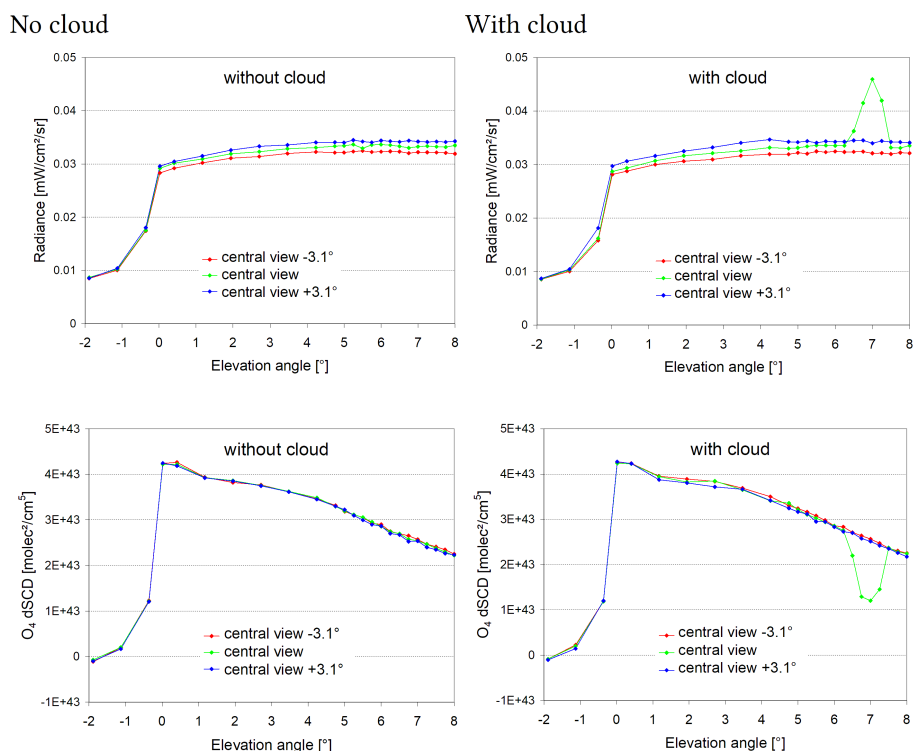 No cloud
With cloud
without cloud
0.05
0.04
0.03
0.02
0.01
0
Radiance [mW/cm²/sr]
central view -3.1°
central view
central view +3.1°
-2 -1 0 1 2 3 4 5 6 7 8
Elevation angle [°]
with cloud
0.05
0.04
0.03
0.02
0.01
0
Radiance [mW/cm²/sr]
central view -3.1°
central view
central view +3.1°
-2 -1 0 1 2 3 4 5 6 7 8
Elevation angle [°]
without cloud
5E+43
4E+43
3E+43
2E+43
1E+43
0
-1E+43
O₄ dSCD [molec²/cm⁵]
central view -3.1°
central view
central view +3.1°
-2 -1 0 1 2 3 4 5 6 7 8
Elevation angle [°]
with cloud
5E+43
4E+43
3E+43
2E+43
1E+43
0
-1E+43
O₄ dSCD [molec²/cm⁵]
central view -3.1°
central view
central view +3.1°
-2 -1 0 1 2 3 4 5 6 7 8
Elevation angle [°]